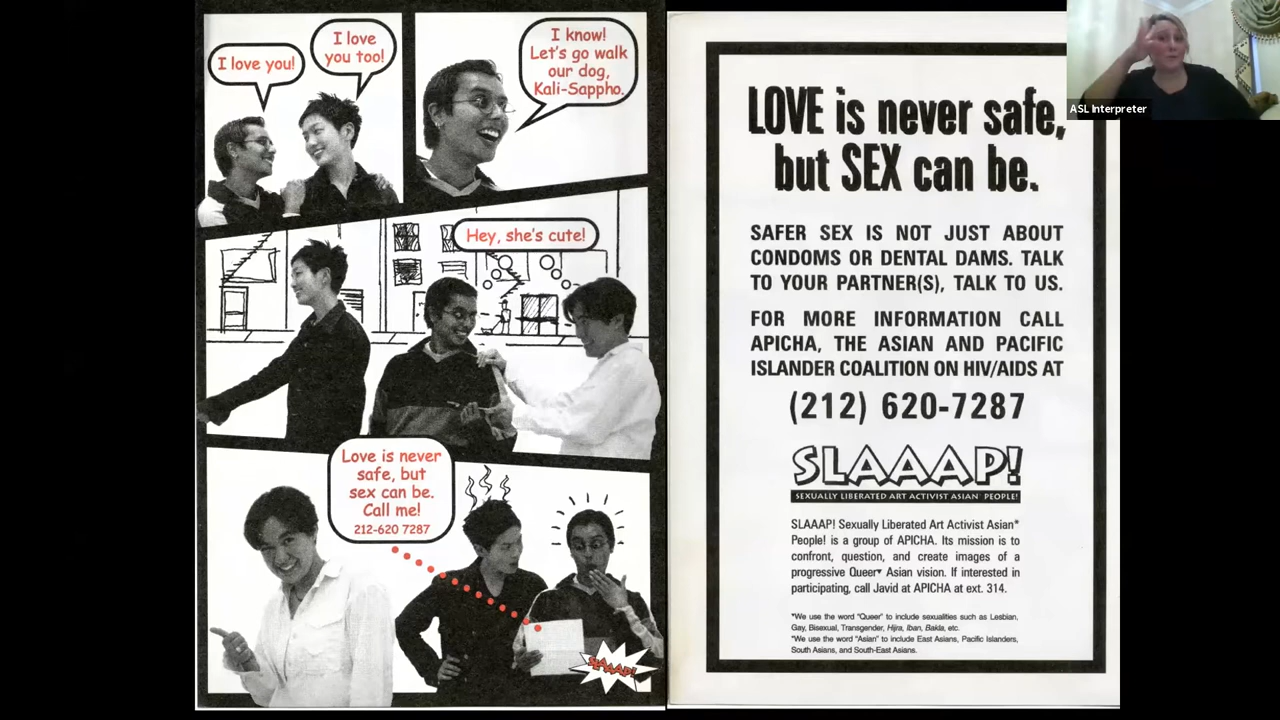 I love you!
I love
you too!
I know!
Let's go walk
our dog,
Kali-Sappho.
Hey, she's cute!
Love is never
safe, but
sex can be.
Call me!
212-620 7287
SLAAAP!
LOVE is never safe,
but SEX can be.
SAFER SEX IS NOT JUST ABOUT
CONDOMS OR DENTAL DAMS. TALK
TO YOUR PARTNER(S), TALK TO US.
FOR MORE INFORMATION CALL
APICHA, THE ASIAN AND PACIFIC
ISLANDER COALITION ON HIV/AIDS AT
(212) 620-7287
SLAAAP!
SEXUALLY LIBERATED ART ACTIVIST ASIAN* PEOPLE!
SLAAAP! Sexually Liberated Art Activist Asian*
People! is a group of APICHA. Its mission is to
confront, question, and create images of a
progressive Queer▾ Asian vision. If interested in
participating, call Javid at APICHA at ext. 314.
▾We use the word "Queer" to include sexualities such as Lesbian,
Gay, Bisexual, Transgender, Hijra, Iban, Bakla, etc.
*We use the word "Asian" to include East Asians, Pacific Islanders,
South Asians, and South-East Asians.
ASL Interpreter